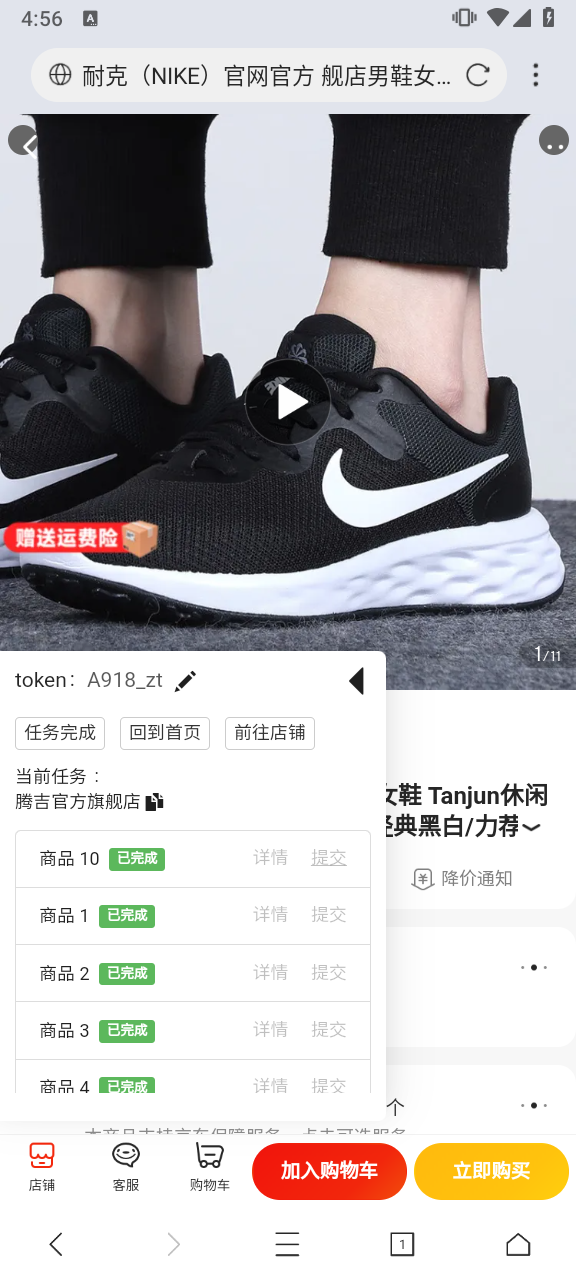 4:56
耐克（NIKE）官网官方 舰店男鞋女…
赠送运费险
1/11
token： A918_zt
任务完成 回到首页 前往店铺
当前任务：
腾吉官方旗舰店
女鞋 Tanjun休闲
经典黑白/力荐
降价通知
商品 10 已完成 详情 提交
商品 1 已完成 详情 提交
商品 2 已完成 详情 提交
商品 3 已完成 详情 提交
商品 4 已完成 详情 提交
个
店铺 客服 购物车 加入购物车 立即购买
1